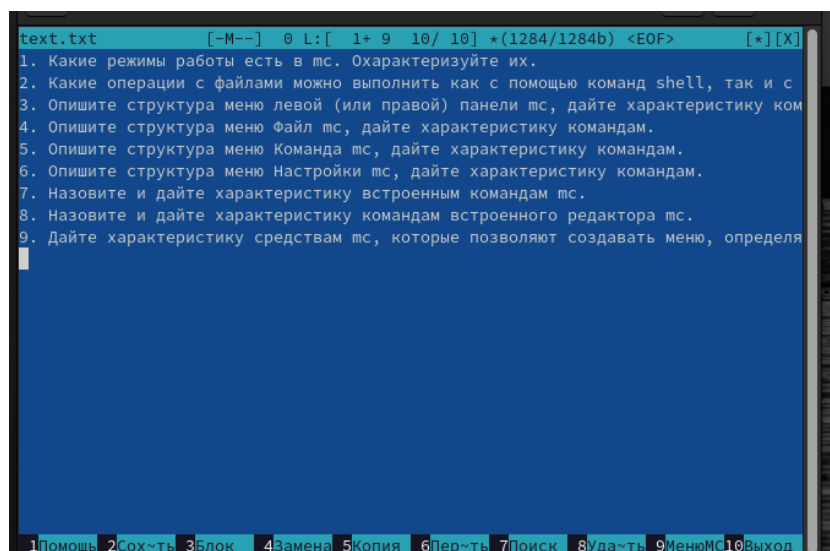 text.txt [-M--] 0 L:[ 1+ 9 10/ 10] *(1284/1284b) <EOF> [*][X]
1. Какие режимы работы есть в mc. Охарактеризуйте их.
2. Какие операции с файлами можно выполнить как с помощью команд shell, так и с
3. Опишите структура меню левой (или правой) панели mc, дайте характеристику ком
4. Опишите структура меню Файл mc, дайте характеристику командам.
5. Опишите структура меню Команда mc, дайте характеристику командам.
6. Опишите структура меню Настройки mc, дайте характеристику командам.
7. Назовите и дайте характеристику встроенным командам mc.
8. Назовите и дайте характеристику командам встроенного редактора mc.
9. Дайте характеристику средствам mc, которые позволяют создавать меню, определя
1Помощь 2Сох~ть 3Блок 4Замена 5Копия 6Пер~ть 7Поиск 8Уда~ть 9МенюMC 10Выход